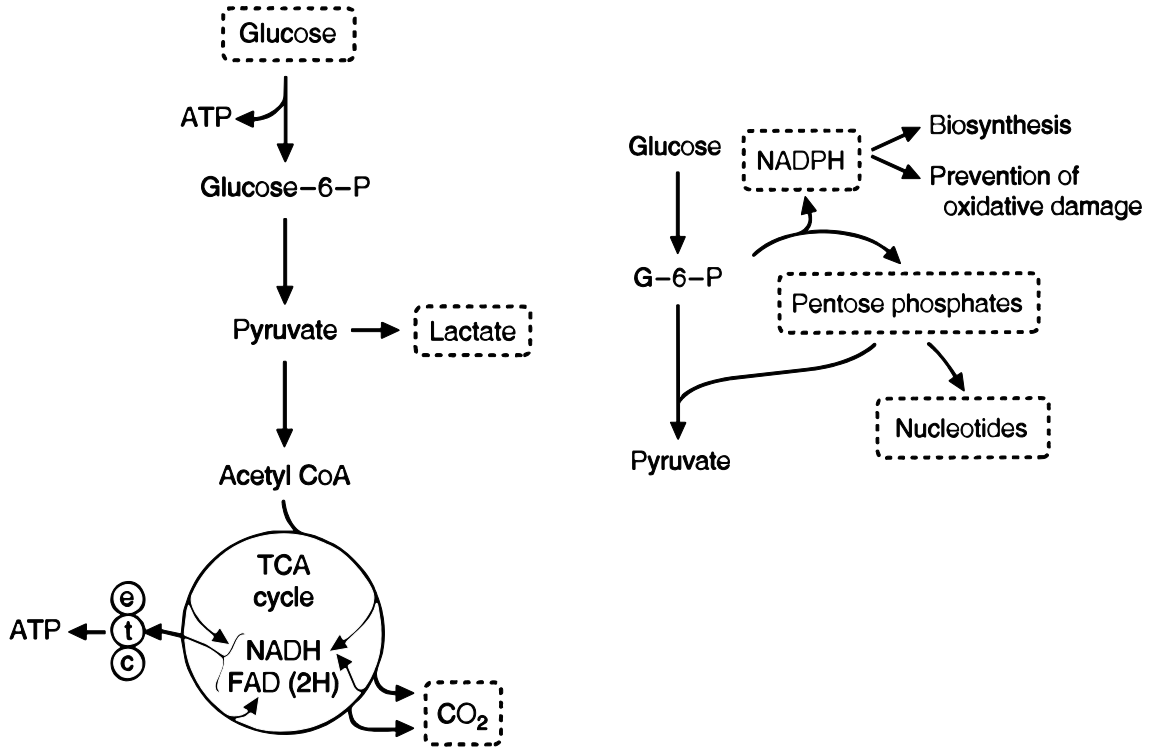 Glucose
ATP
Glucose-6-P
Pyruvate
Lactate
Acetyl CoA
TCA
cycle
NADH
FAD (2H)
e
t
c
ATP
CO₂
Glucose
NADPH
Biosynthesis
Prevention of
oxidative damage
G-6-P
Pentose phosphates
Nucleotides
Pyruvate